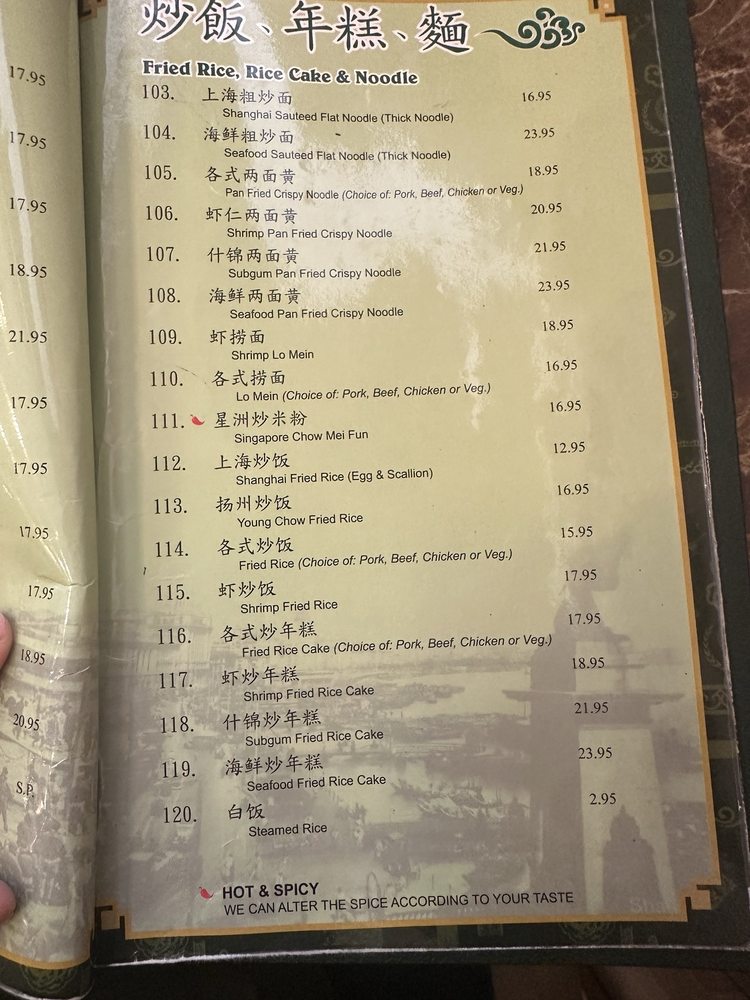 17.95
17.95
17.95
18.95
21.95
17.95
17.95
17.95
17.95
18.95
20.95
S.P.
炒飯、年糕、麵
Fried Rice, Rice Cake & Noodle
103. 上海粗炒面 16.95
Shanghai Sauteed Flat Noodle (Thick Noodle)
104. 海鲜粗炒面 23.95
Seafood Sauteed Flat Noodle (Thick Noodle)
105. 各式两面黄 18.95
Pan Fried Crispy Noodle (Choice of: Pork, Beef, Chicken or Veg.)
106. 虾仁两面黄 20.95
Shrimp Pan Fried Crispy Noodle
107. 什锦两面黄 21.95
Subgum Pan Fried Crispy Noodle
108. 海鲜两面黄 23.95
Seafood Pan Fried Crispy Noodle
109. 虾捞面 18.95
Shrimp Lo Mein
110. 各式捞面 16.95
Lo Mein (Choice of: Pork, Beef, Chicken or Veg.)
111. 星洲炒米粉 16.95
Singapore Chow Mei Fun
112. 上海炒饭 12.95
Shanghai Fried Rice (Egg & Scallion)
113. 扬州炒饭 16.95
Young Chow Fried Rice
114. 各式炒饭 15.95
Fried Rice (Choice of: Pork, Beef, Chicken or Veg.)
115. 虾炒饭 17.95
Shrimp Fried Rice
116. 各式炒年糕 17.95
Fried Rice Cake (Choice of: Pork, Beef, Chicken or Veg.)
117. 虾炒年糕 18.95
Shrimp Fried Rice Cake
118. 什锦炒年糕 21.95
Subgum Fried Rice Cake
119. 海鲜炒年糕 23.95
Seafood Fried Rice Cake
120. 白饭 2.95
Steamed Rice
HOT & SPICY
WE CAN ALTER THE SPICE ACCORDING TO YOUR TASTE